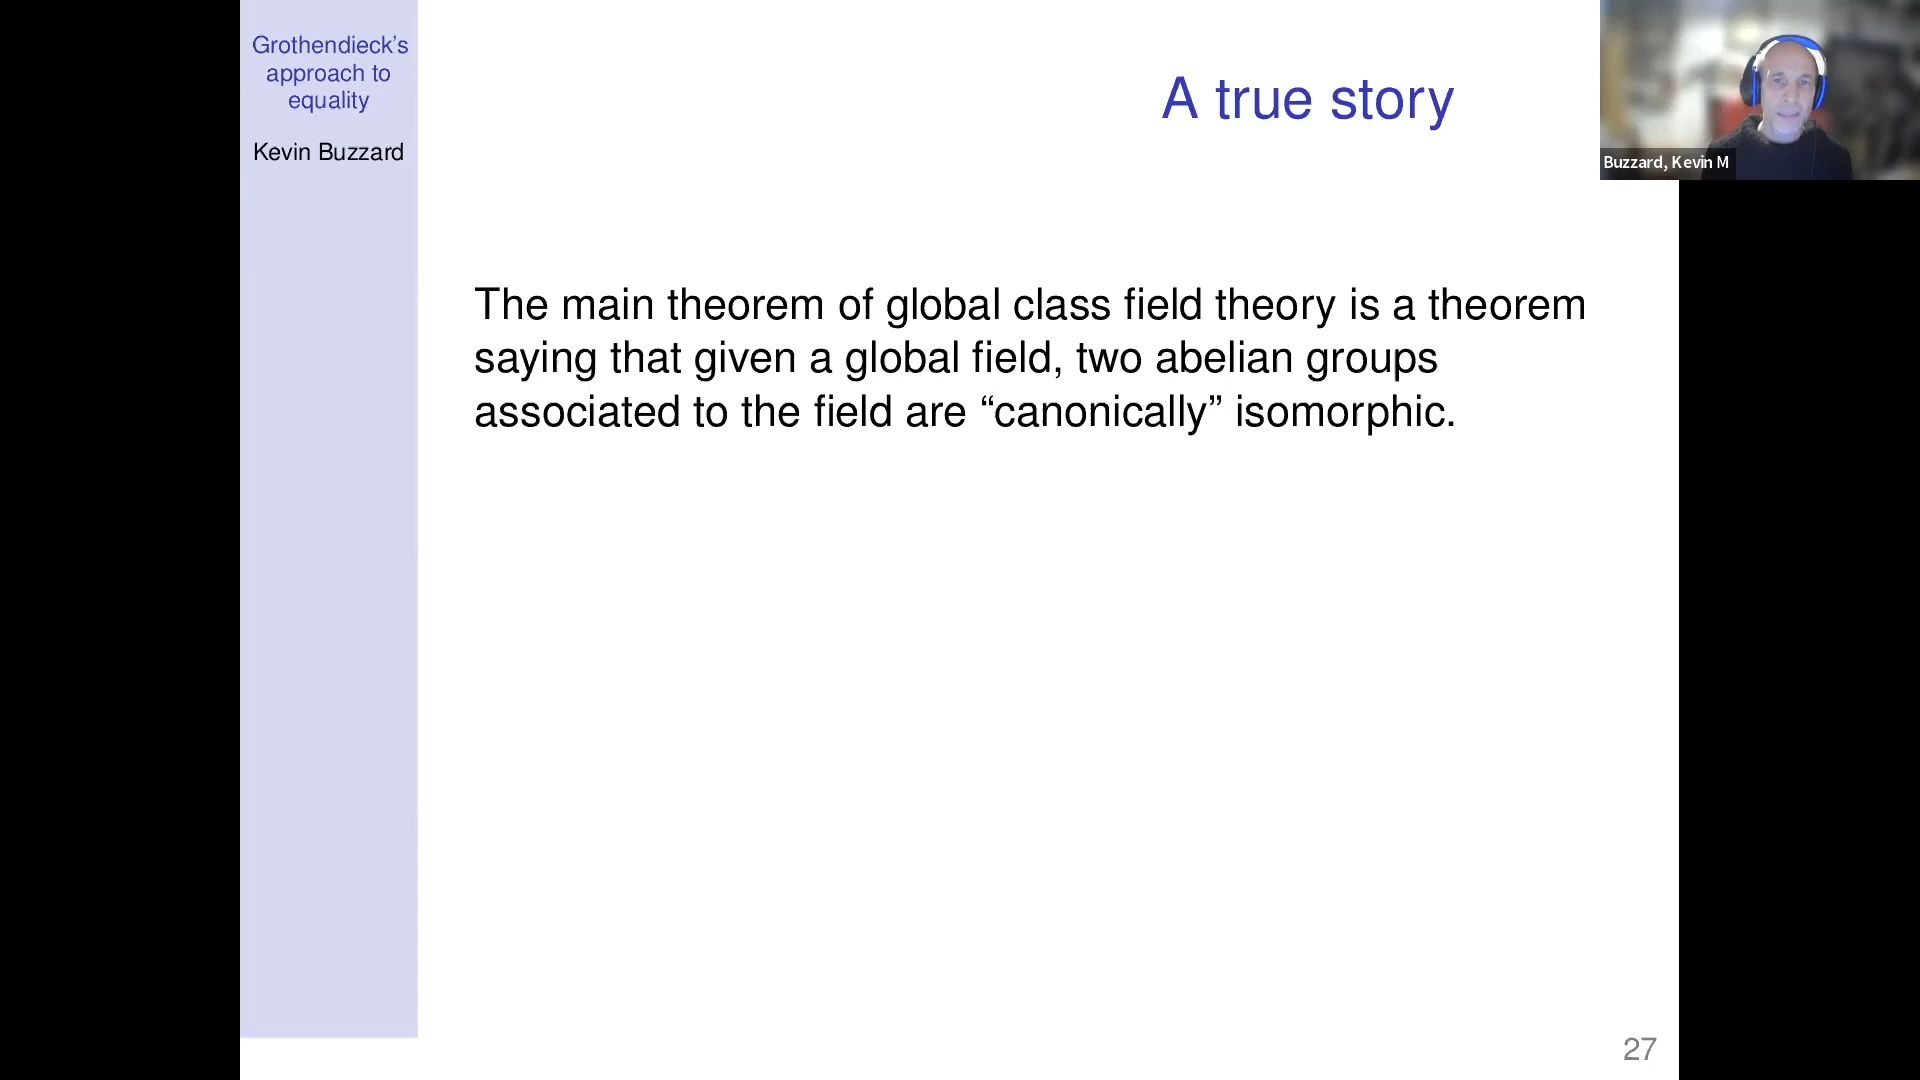 Grothendieck's
approach to
equality
Kevin Buzzard
A true story
Buzzard, Kevin M
The main theorem of global class field theory is a theorem
saying that given a global field, two abelian groups
associated to the field are “canonically” isomorphic.
27